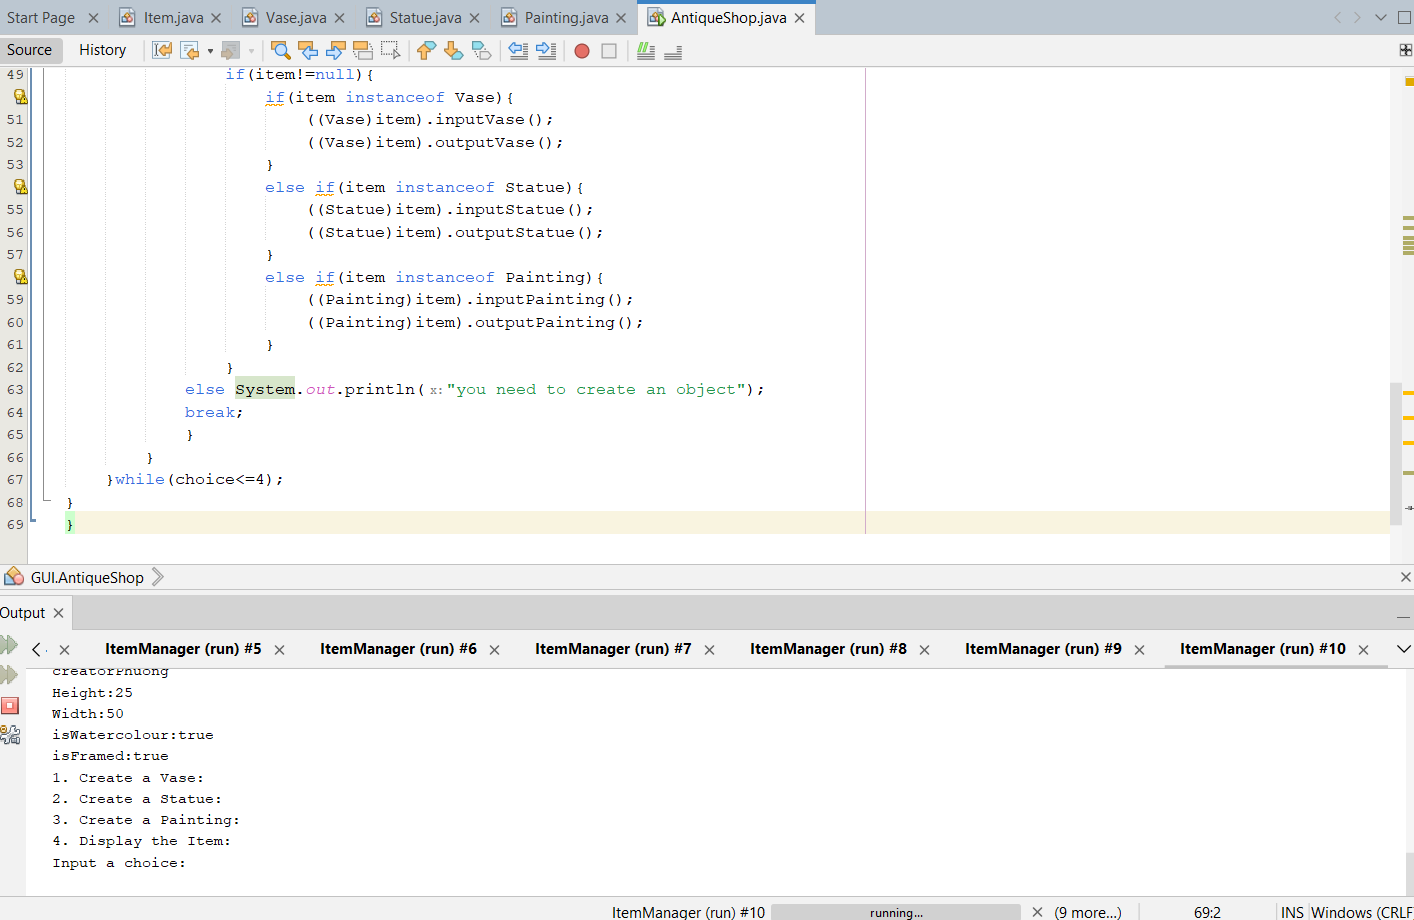 Start Page Item.java Vase.java Statue.java Painting.java AntiqueShop.java
Source History
49 if(item!=null){
if(item instanceof Vase){
51 ((Vase)item).inputVase();
52 ((Vase)item).outputVase();
53 }
else if(item instanceof Statue){
55 ((Statue)item).inputStatue();
56 ((Statue)item).outputStatue();
57 }
else if(item instanceof Painting){
59 ((Painting)item).inputPainting();
60 ((Painting)item).outputPainting();
61 }
62 }
63 else System.out.println(x:"you need to create an object");
64 break;
65 }
66 }
67 }while(choice<=4);
68 }
69 }
GUI.AntiqueShop
Output
ItemManager (run) #5 ItemManager (run) #6 ItemManager (run) #7 ItemManager (run) #8 ItemManager (run) #9 ItemManager (run) #10
creatorPhuong
Height:25
Width:50
isWatercolour:true
isFramed:true
1. Create a Vase:
2. Create a Statue:
3. Create a Painting:
4. Display the Item:
Input a choice:
ItemManager (run) #10 running... (9 more...) 69:2 INS Windows (CRLF